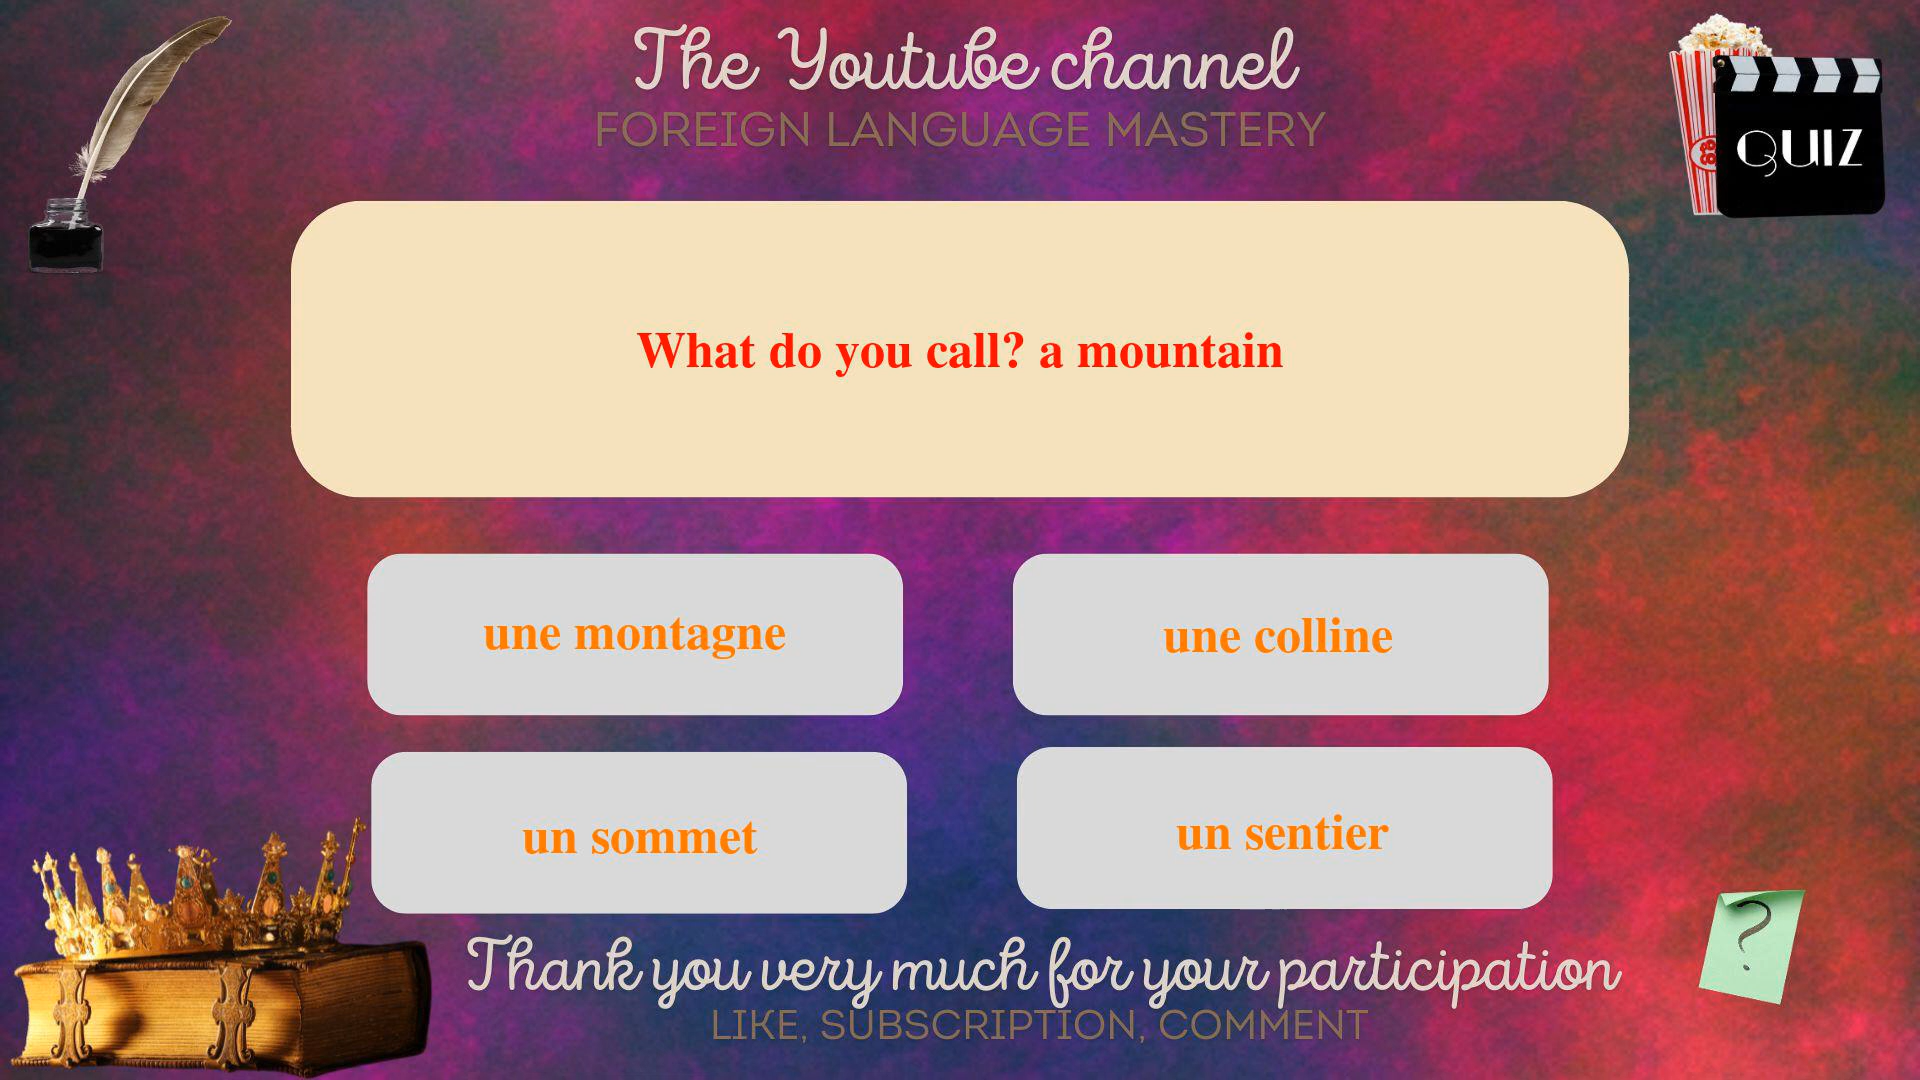 The Youtube channel
FOREIGN LANGUAGE MASTERY
QUIZ
What do you call? a mountain
une montagne
une colline
un sommet
un sentier
?
Thank you very much for your participation
LIKE, SUBSCRIPTION, COMMENT